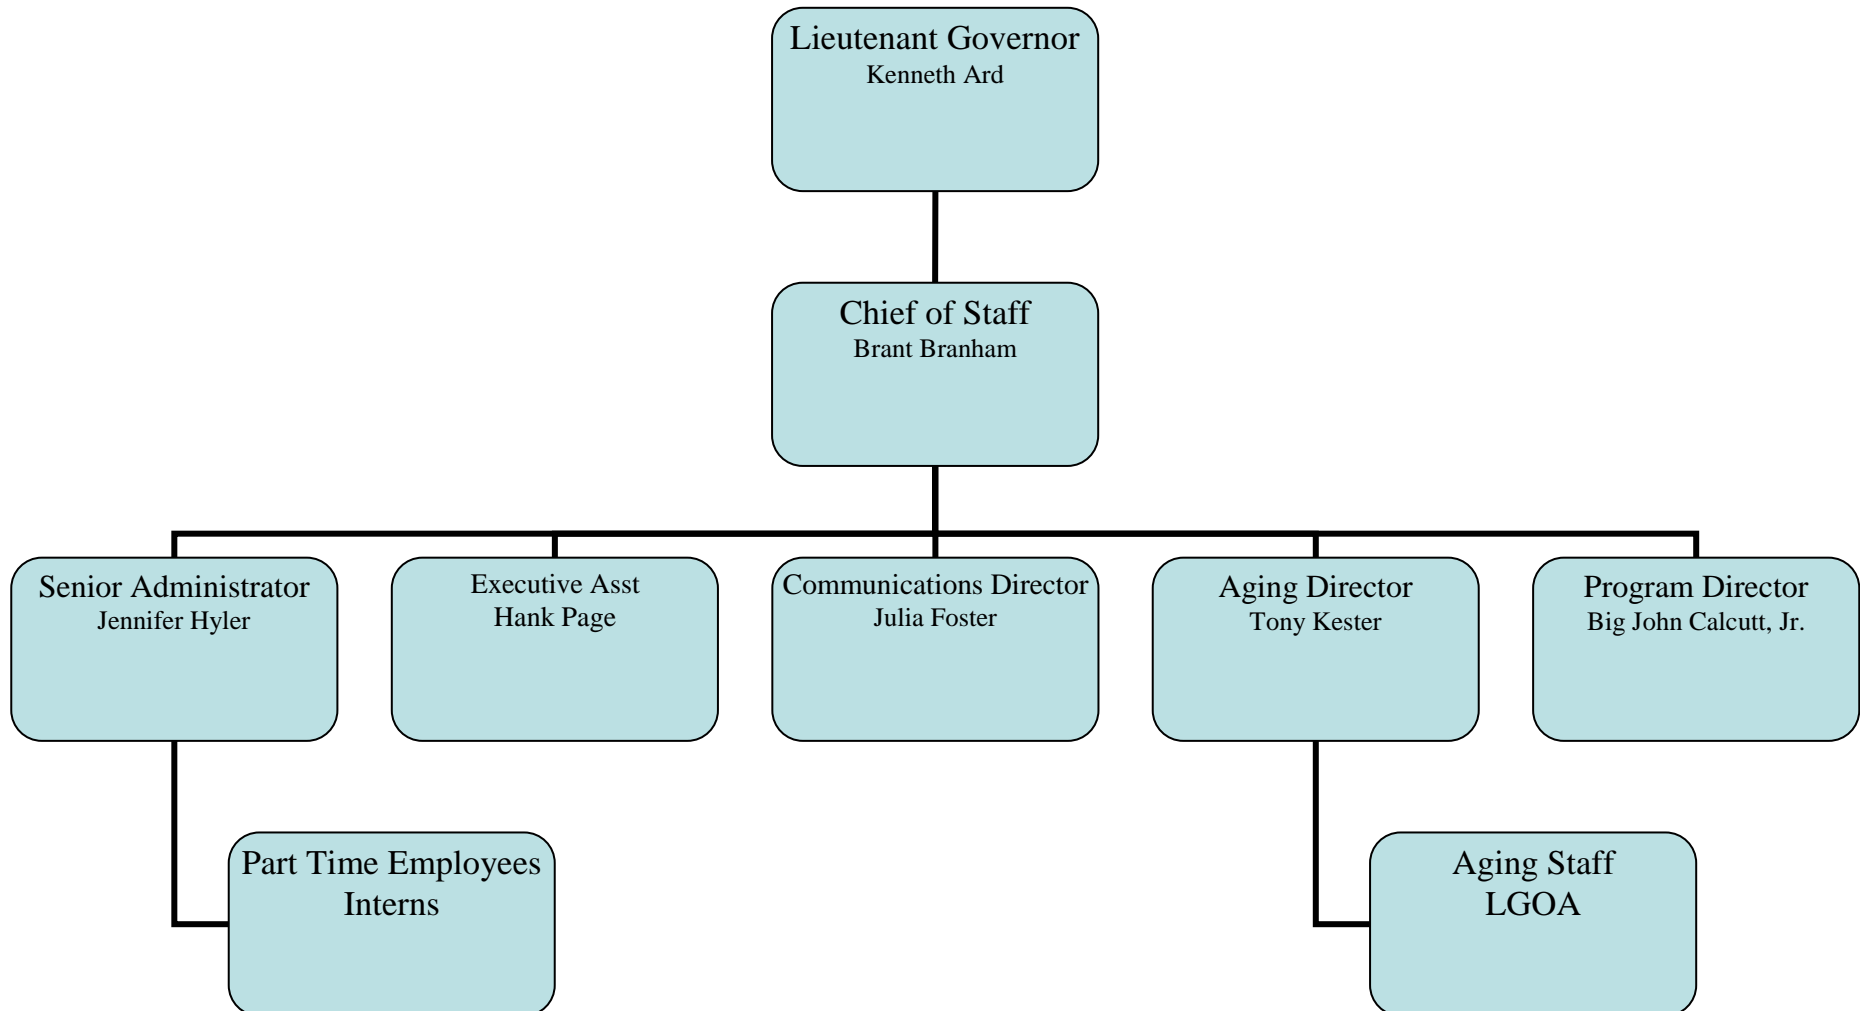 Lieutenant Governor
Kenneth Ard
Chief of Staff
Brant Branham
Senior Administrator
Jennifer Hyler
Executive Asst
Hank Page
Communications Director
Julia Foster
Aging Director
Tony Kester
Program Director
Big John Calcutt, Jr.
Part Time Employees
Interns
Aging Staff
LGOA